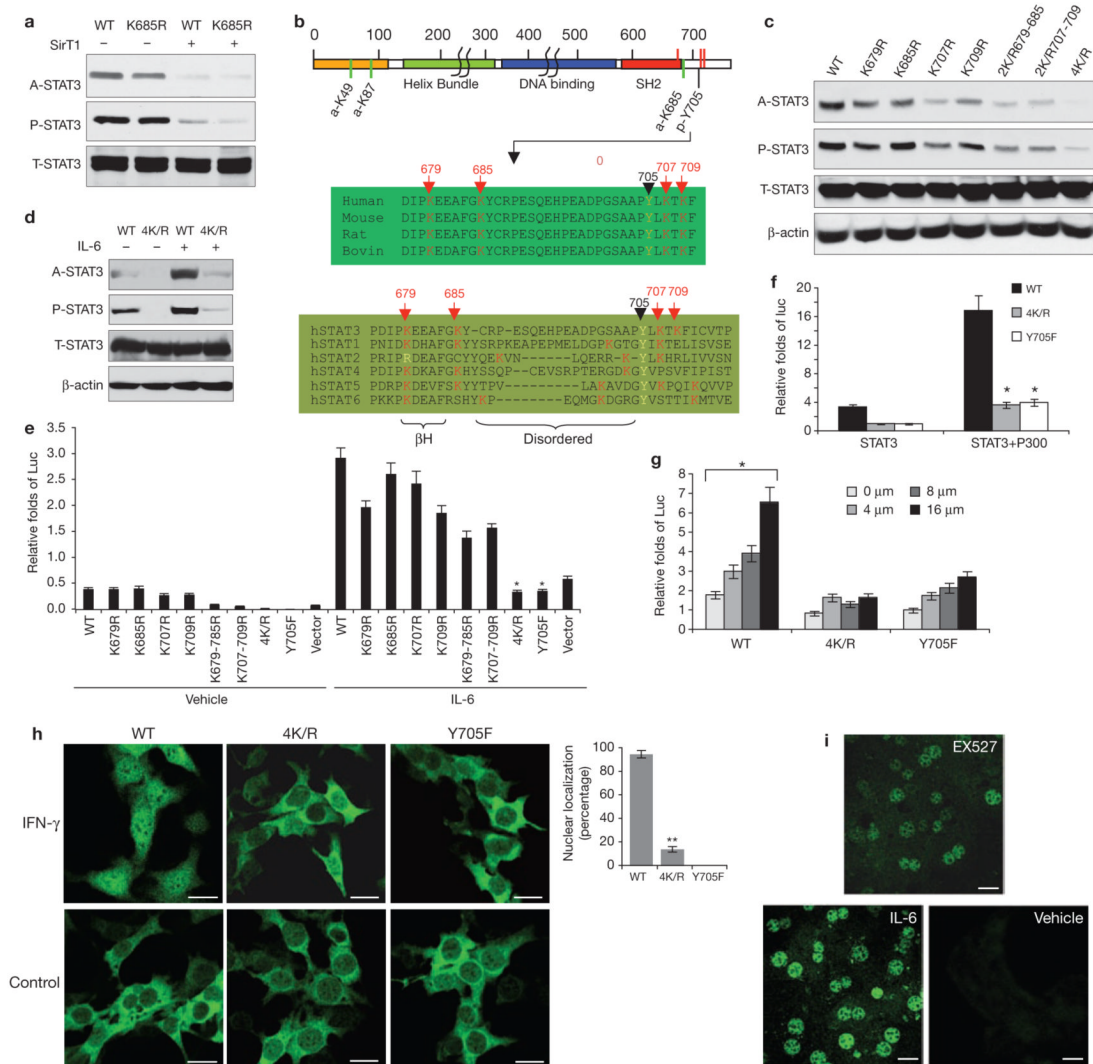 a
WT K685R WT K685R
SirT1 – – + +
A-STAT3
P-STAT3
T-STAT3
b
0 100 200 300 400 500 600 700
Helix Bundle DNA binding SH2
a-K49
a-K87
a-K685
p-Y705
0
679 685 705 707 709
Human DIPKEEAFGKYCRPESQEHPEADPGSAAPYLKTKF
Mouse DIPKEEAFGKYCRPESQEHPEADPGSAAPYLKTKF
Rat DIPKEEAFGKYCRPESQEHPEADPGSAAPYLKTKF
Bovin DIPKEEAFGKYCRPESQEHPEADPGSAAPYLKTKF
679 685 705 707 709
hSTAT3 PDIPKEEAFGKYY-CRP-ESQEHPEADPGSAAPYLKTKFICVTP
hSTAT1 PNIDKDHAFGKYYSRPKEAPEPMELDGPKGTGYIKTELISVSE
hSTAT2 PRIPRDEAFGCYYQEKVN------LQERR-KYLKHRLIVVSN
hSTAT4 PDIPKDKAFGKHYSSQP-CEVSRPTERGDKGYVPSVFIPIST
hSTAT5 PDRPKDEVFSKYYTPV-------LAKAVDGYVKPQIKQVVP
hSTAT6 PKKPKDEAFRSHYKP--------EQMGKDGRGYVSTTIKMTVE
βH Disordered
c
WT K679R K685R K707R K709R 2K/R679-685 2K/R707-709 4K/R
A-STAT3
P-STAT3
T-STAT3
β-actin
d
WT 4K/R WT 4K/R
IL-6 – – + +
A-STAT3
P-STAT3
T-STAT3
β-actin
e
Relative folds of Luc
3.5
3.0
2.5
2.0
1.5
1.0
0.5
0.0
* *
WT K679R K685R K707R K709R K679-785R K707-709R 4K/R Y705F Vector WT K679R K685R K707R K709R K679-685R K707-709R 4K/R Y705F Vector
Vehicle IL-6
f
Relative folds of luc
20
16
12
8
4
0
WT
4K/R
Y705F
* *
STAT3 STAT3+P300
g
Relative folds of Luc
8
7
6
5
4
3
2
1
0
*
0 µm 8 µm
4 µm 16 µm
WT 4K/R Y705F
h
WT 4K/R Y705F
IFN-γ
Control
Nuclear localization
(percentage)
100
80
60
40
20
0
**
WT 4K/R Y705F
i
EX527
IL-6 Vehicle